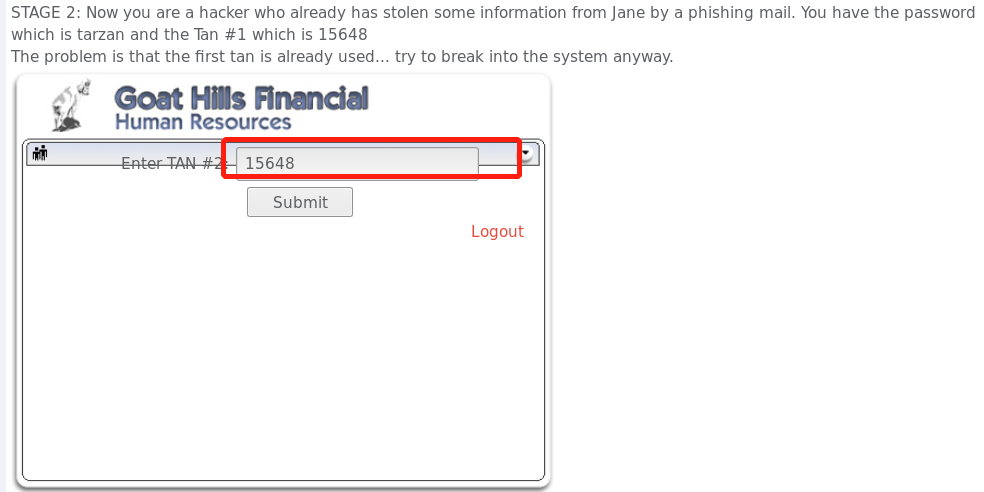 STAGE 2: Now you are a hacker who already has stolen some information from Jane by a phishing mail. You have the password
which is tarzan and the Tan #1 which is 15648
The problem is that the first tan is already used... try to break into the system anyway.
Goat Hills Financial
Human Resources
Enter TAN #2: 15648
Submit
Logout